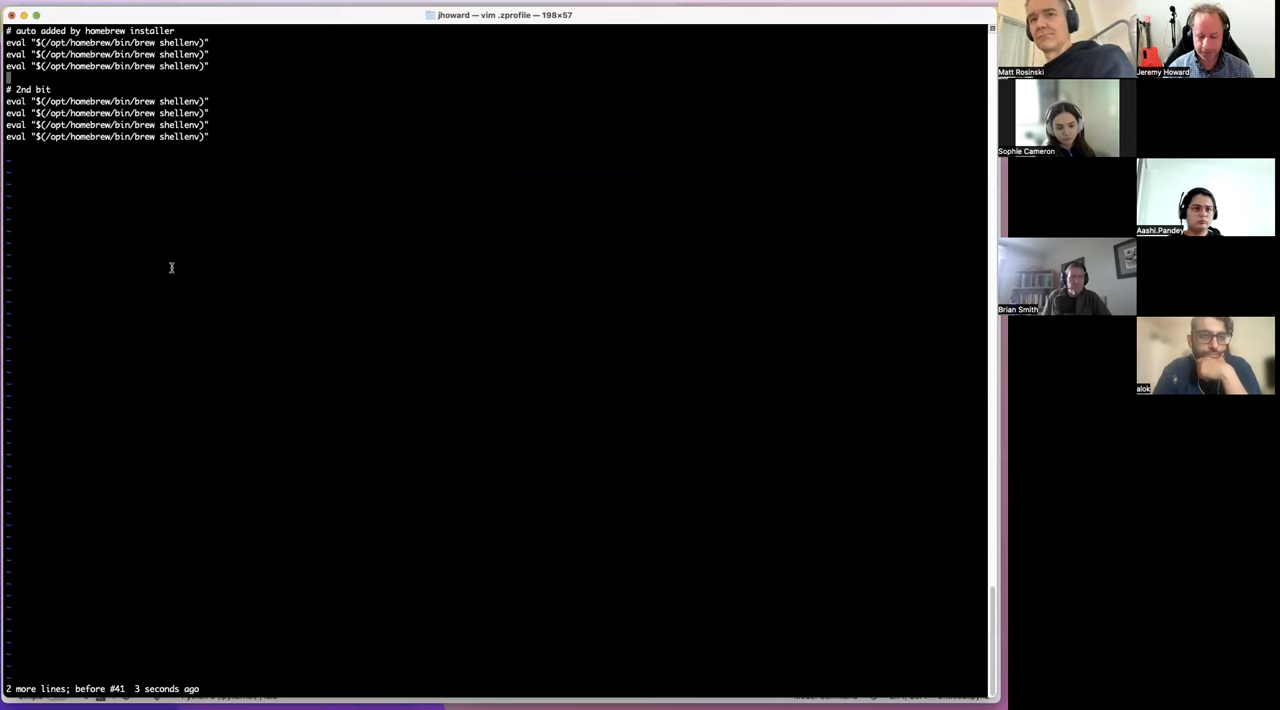 jhoward — vim .zprofile — 198×57
# auto added by homebrew installer
eval "$(/opt/homebrew/bin/brew shellenv)"
eval "$(/opt/homebrew/bin/brew shellenv)"
eval "$(/opt/homebrew/bin/brew shellenv)"
# 2nd bit
eval "$(/opt/homebrew/bin/brew shellenv)"
eval "$(/opt/homebrew/bin/brew shellenv)"
eval "$(/opt/homebrew/bin/brew shellenv)"
eval "$(/opt/homebrew/bin/brew shellenv)"
2 more lines; before #41 3 seconds ago
Matt Rosinski
Jeremy Howard
Sophie Cameron
Aashi.Pandey
Brian Smith
alok